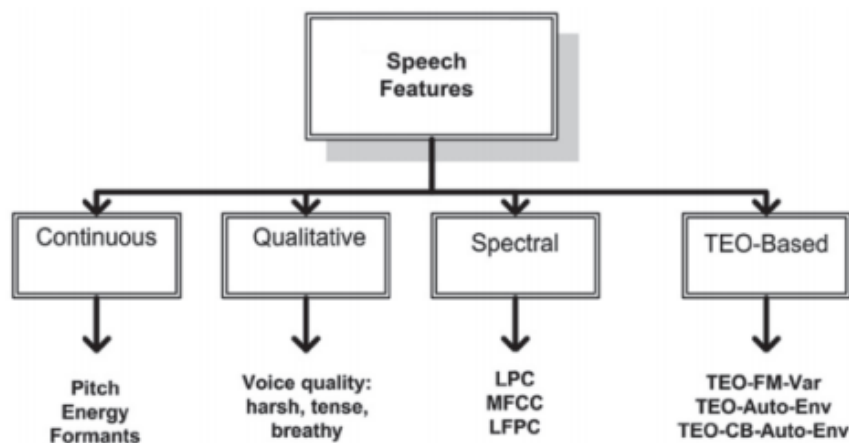 Speech
Features
Continuous
Qualitative
Spectral
TEO-Based
Pitch
Energy
Formants
Voice quality:
harsh, tense,
breathy
LPC
MFCC
LFPC
TEO-FM-Var
TEO-Auto-Env
TEO-CB-Auto-Env